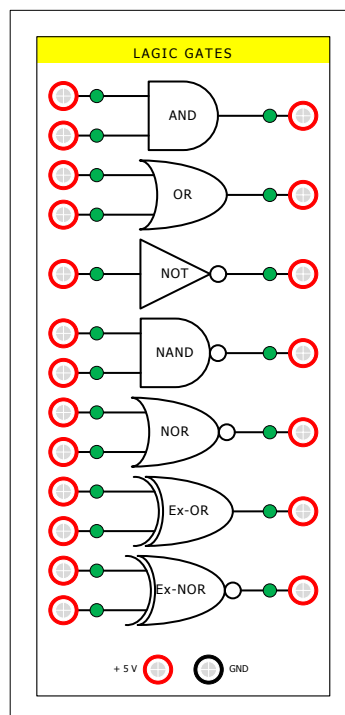 LAGIC GATES
AND
OR
NOT
NAND
NOR
Ex-OR
Ex-NOR
+ 5 V GND